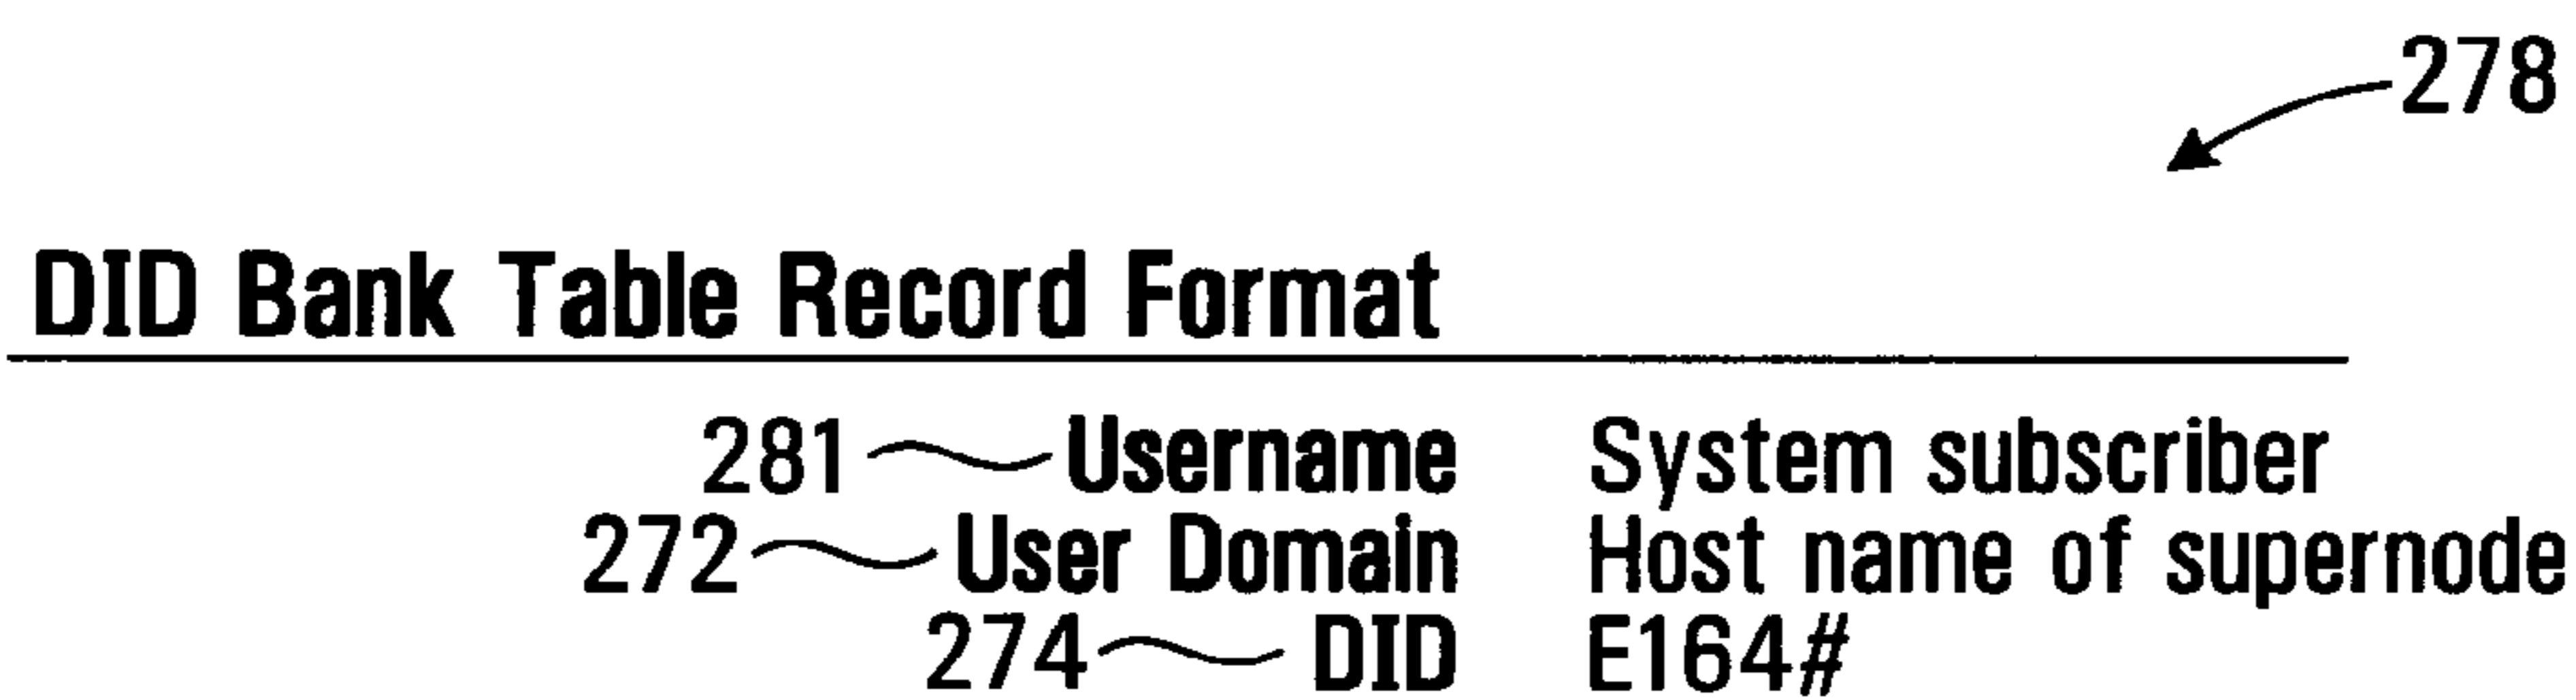 278
DID Bank Table Record Format
281 Username System subscriber
272 User Domain Host name of supernode
274 DID E164#